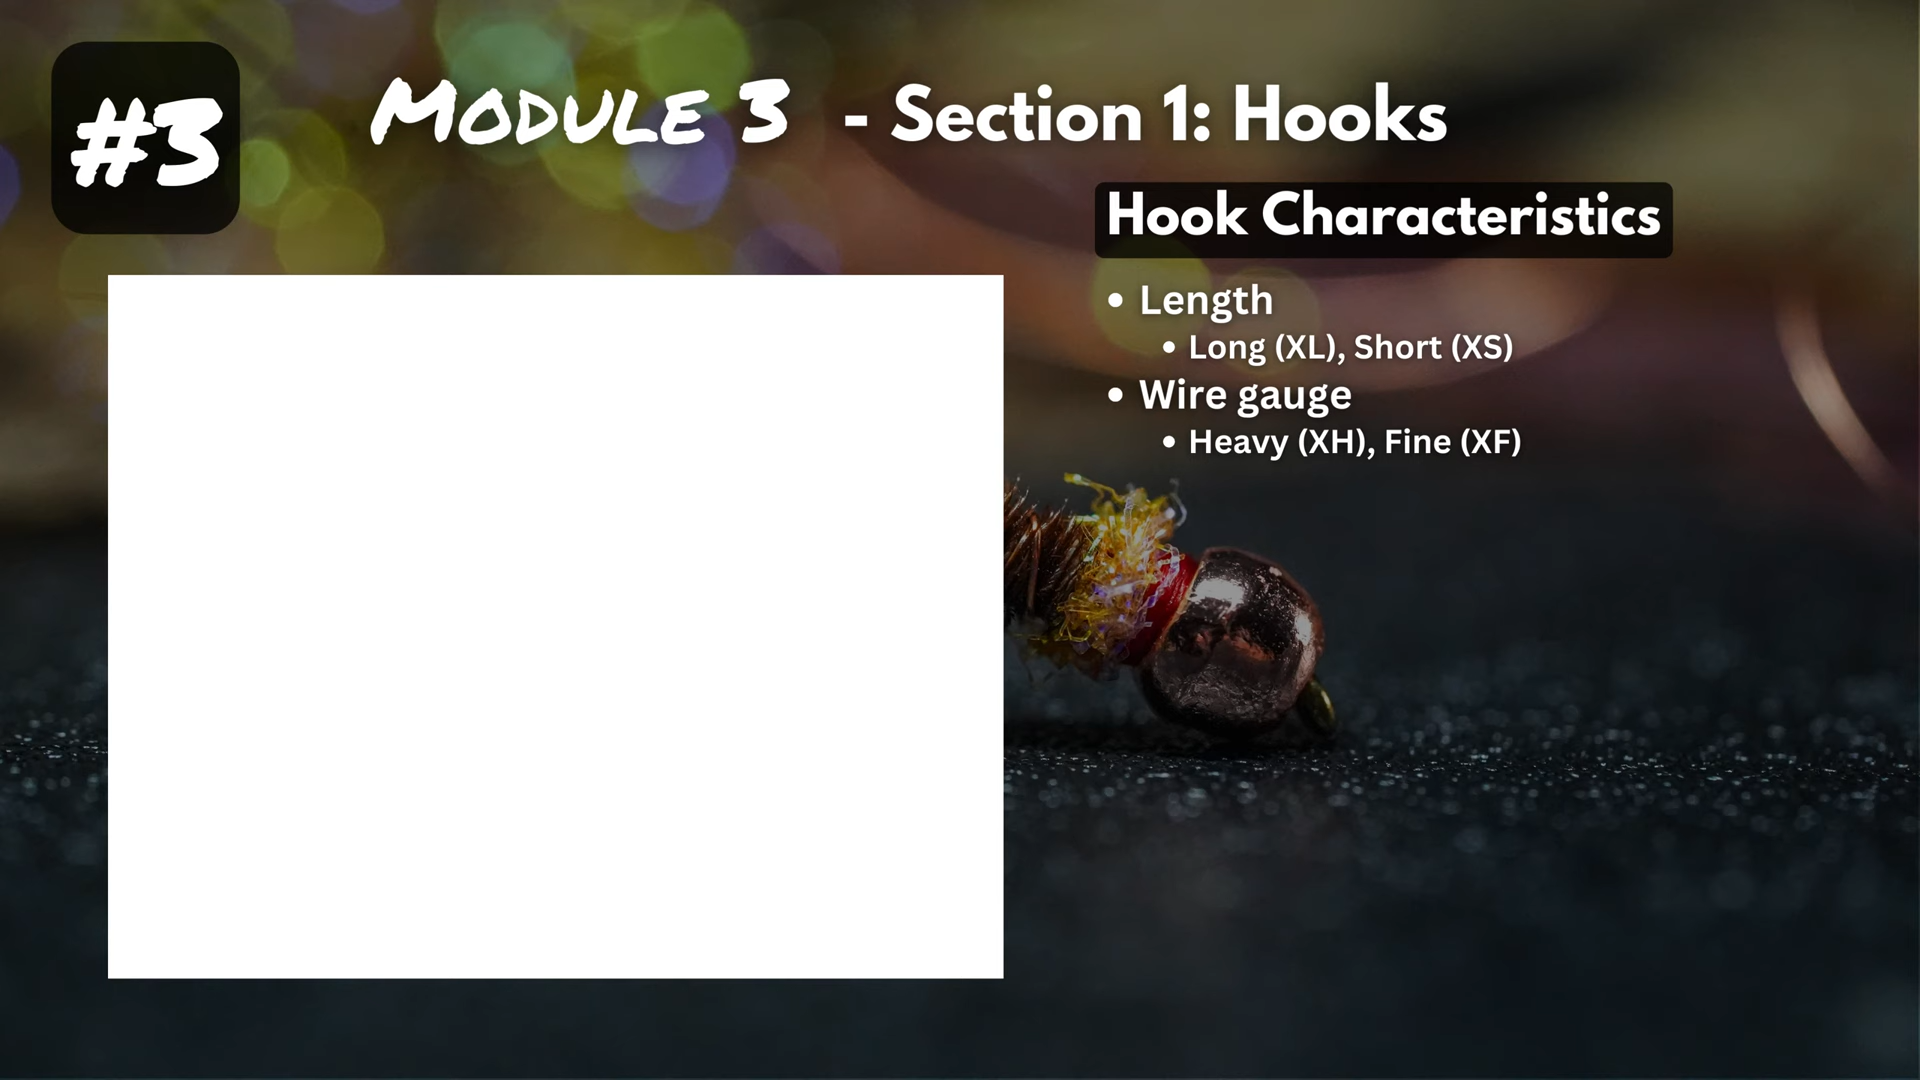 #3
Module 3 - Section 1: Hooks
Hook Characteristics
• Length
• Long (XL), Short (XS)
• Wire gauge
• Heavy (XH), Fine (XF)